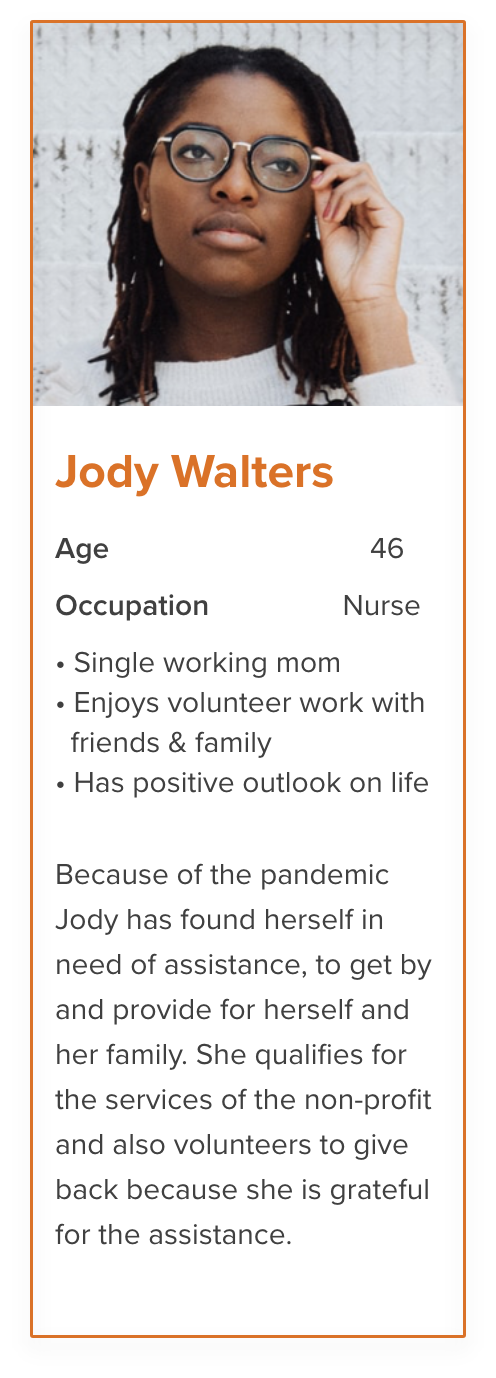 Jody Walters
Age 46
Occupation Nurse
• Single working mom
• Enjoys volunteer work with
friends & family
• Has positive outlook on life
Because of the pandemic
Jody has found herself in
need of assistance, to get by
and provide for herself and
her family. She qualifies for
the services of the non-profit
and also volunteers to give
back because she is grateful
for the assistance.